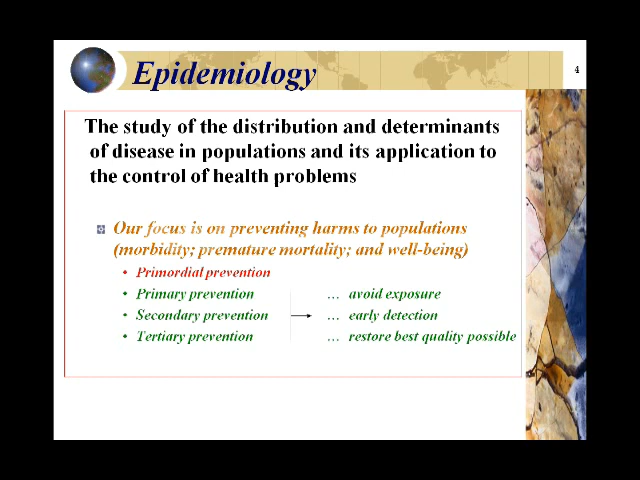 Epidemiology
4
The study of the distribution and determinants
of disease in populations and its application to
the control of health problems
Our focus is on preventing harms to populations
(morbidity; premature mortality; and well-being)
• Primordial prevention
• Primary prevention … avoid exposure
• Secondary prevention … early detection
• Tertiary prevention … restore best quality possible